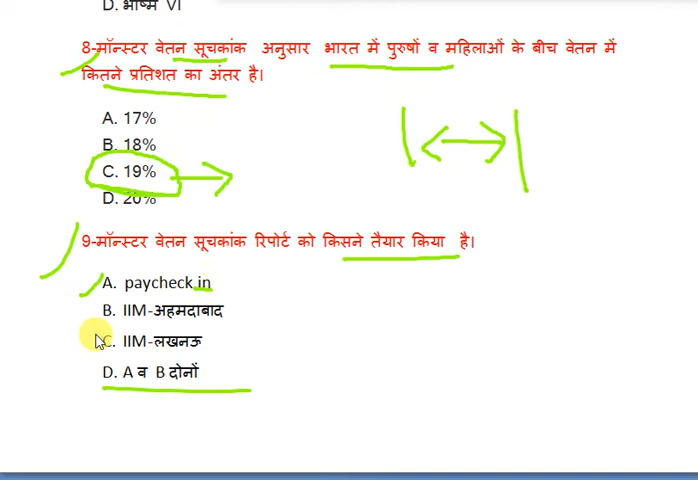 D. भीष्म VI
8-मॉन्स्टर वेतन सूचकांक अनुसार भारत में पुरुषों व महिलाओं के बीच वेतन में
कितने प्रतिशत का अंतर है।
A. 17%
B. 18%
C. 19%
D. 20%
9-मॉन्स्टर वेतन सूचकांक रिपोर्ट को किसने तैयार किया है।
A. paycheck.in
B. IIM-अहमदाबाद
C. IIM-लखनऊ
D. A व B दोनों